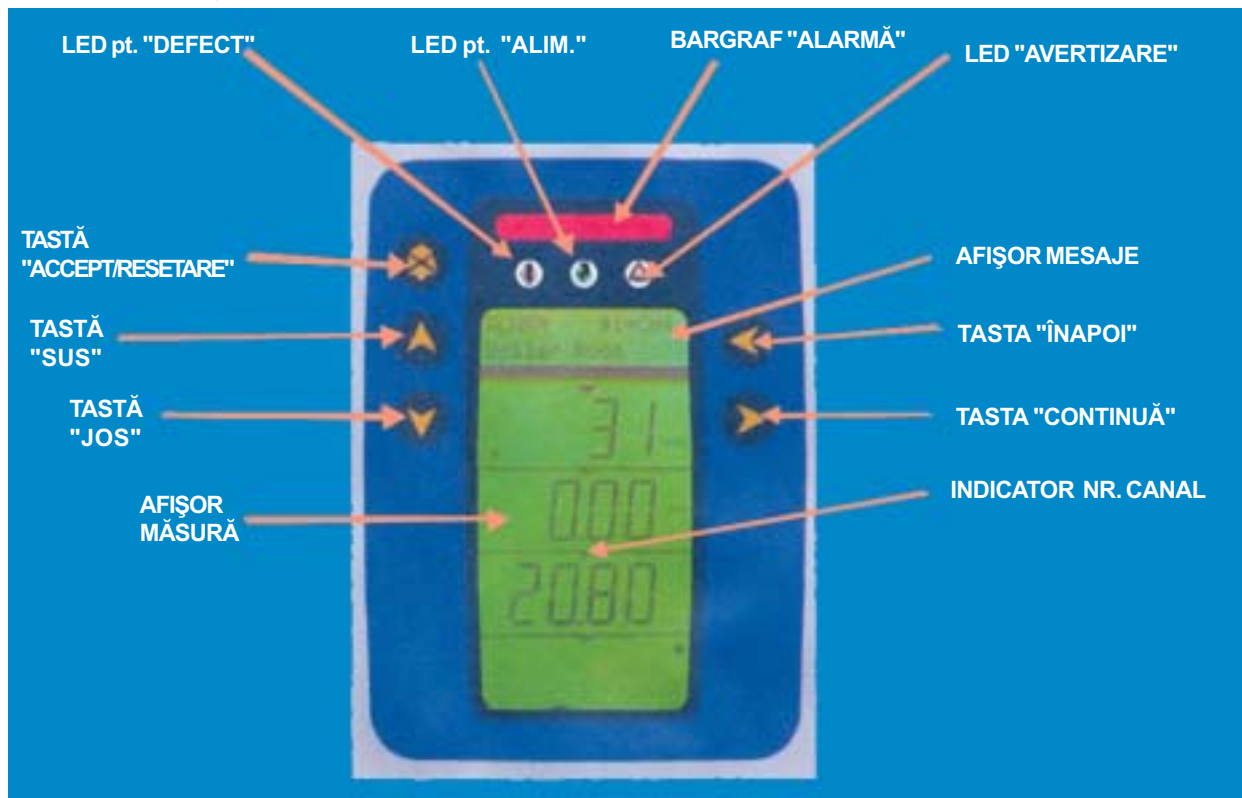 LED pt. "DEFECT"
LED pt. "ALIM."
BARGRAF "ALARMĂ"
LED "AVERTIZARE"
TASTĂ
"ACCEPT/RESETARE"
AFIŞOR MESAJE
TASTĂ
"SUS"
TASTA "ÎNAPOI"
TASTĂ
"JOS"
TASTA "CONTINUĂ"
31
INDICATOR NR. CANAL
AFIŞOR
MĂSURĂ
0.00
20.80